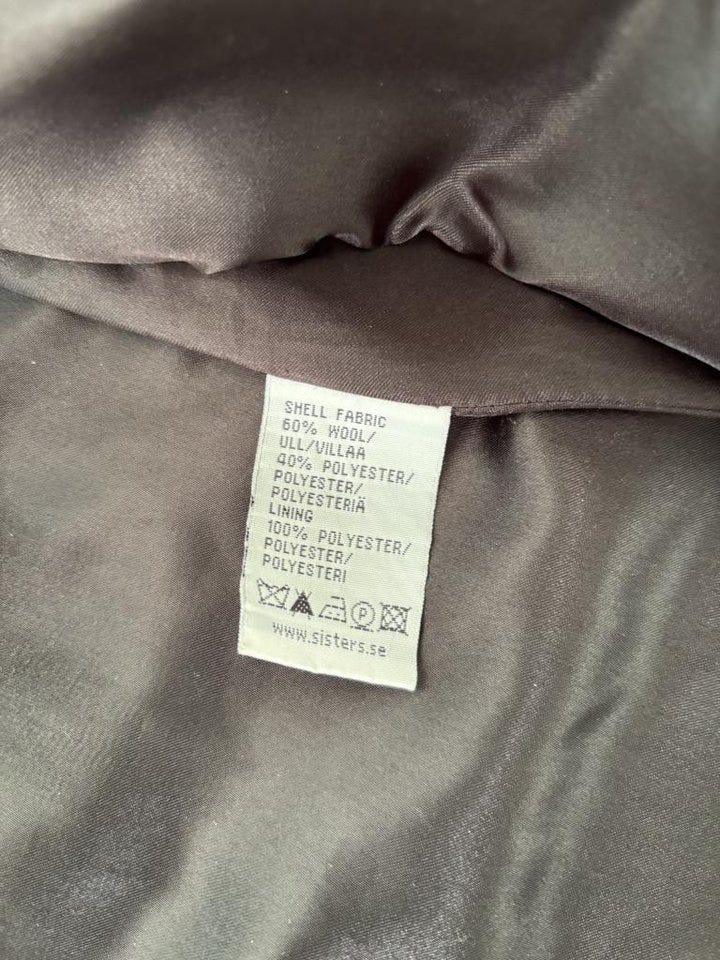 SHELL FABRIC
60% WOOL/
ULL/VILLAA
40% POLYESTER/
POLYESTER/
POLYESTERIÄ
LINING
100% POLYESTER/
POLYESTER/
POLYESTERI
P
www.sisters.se